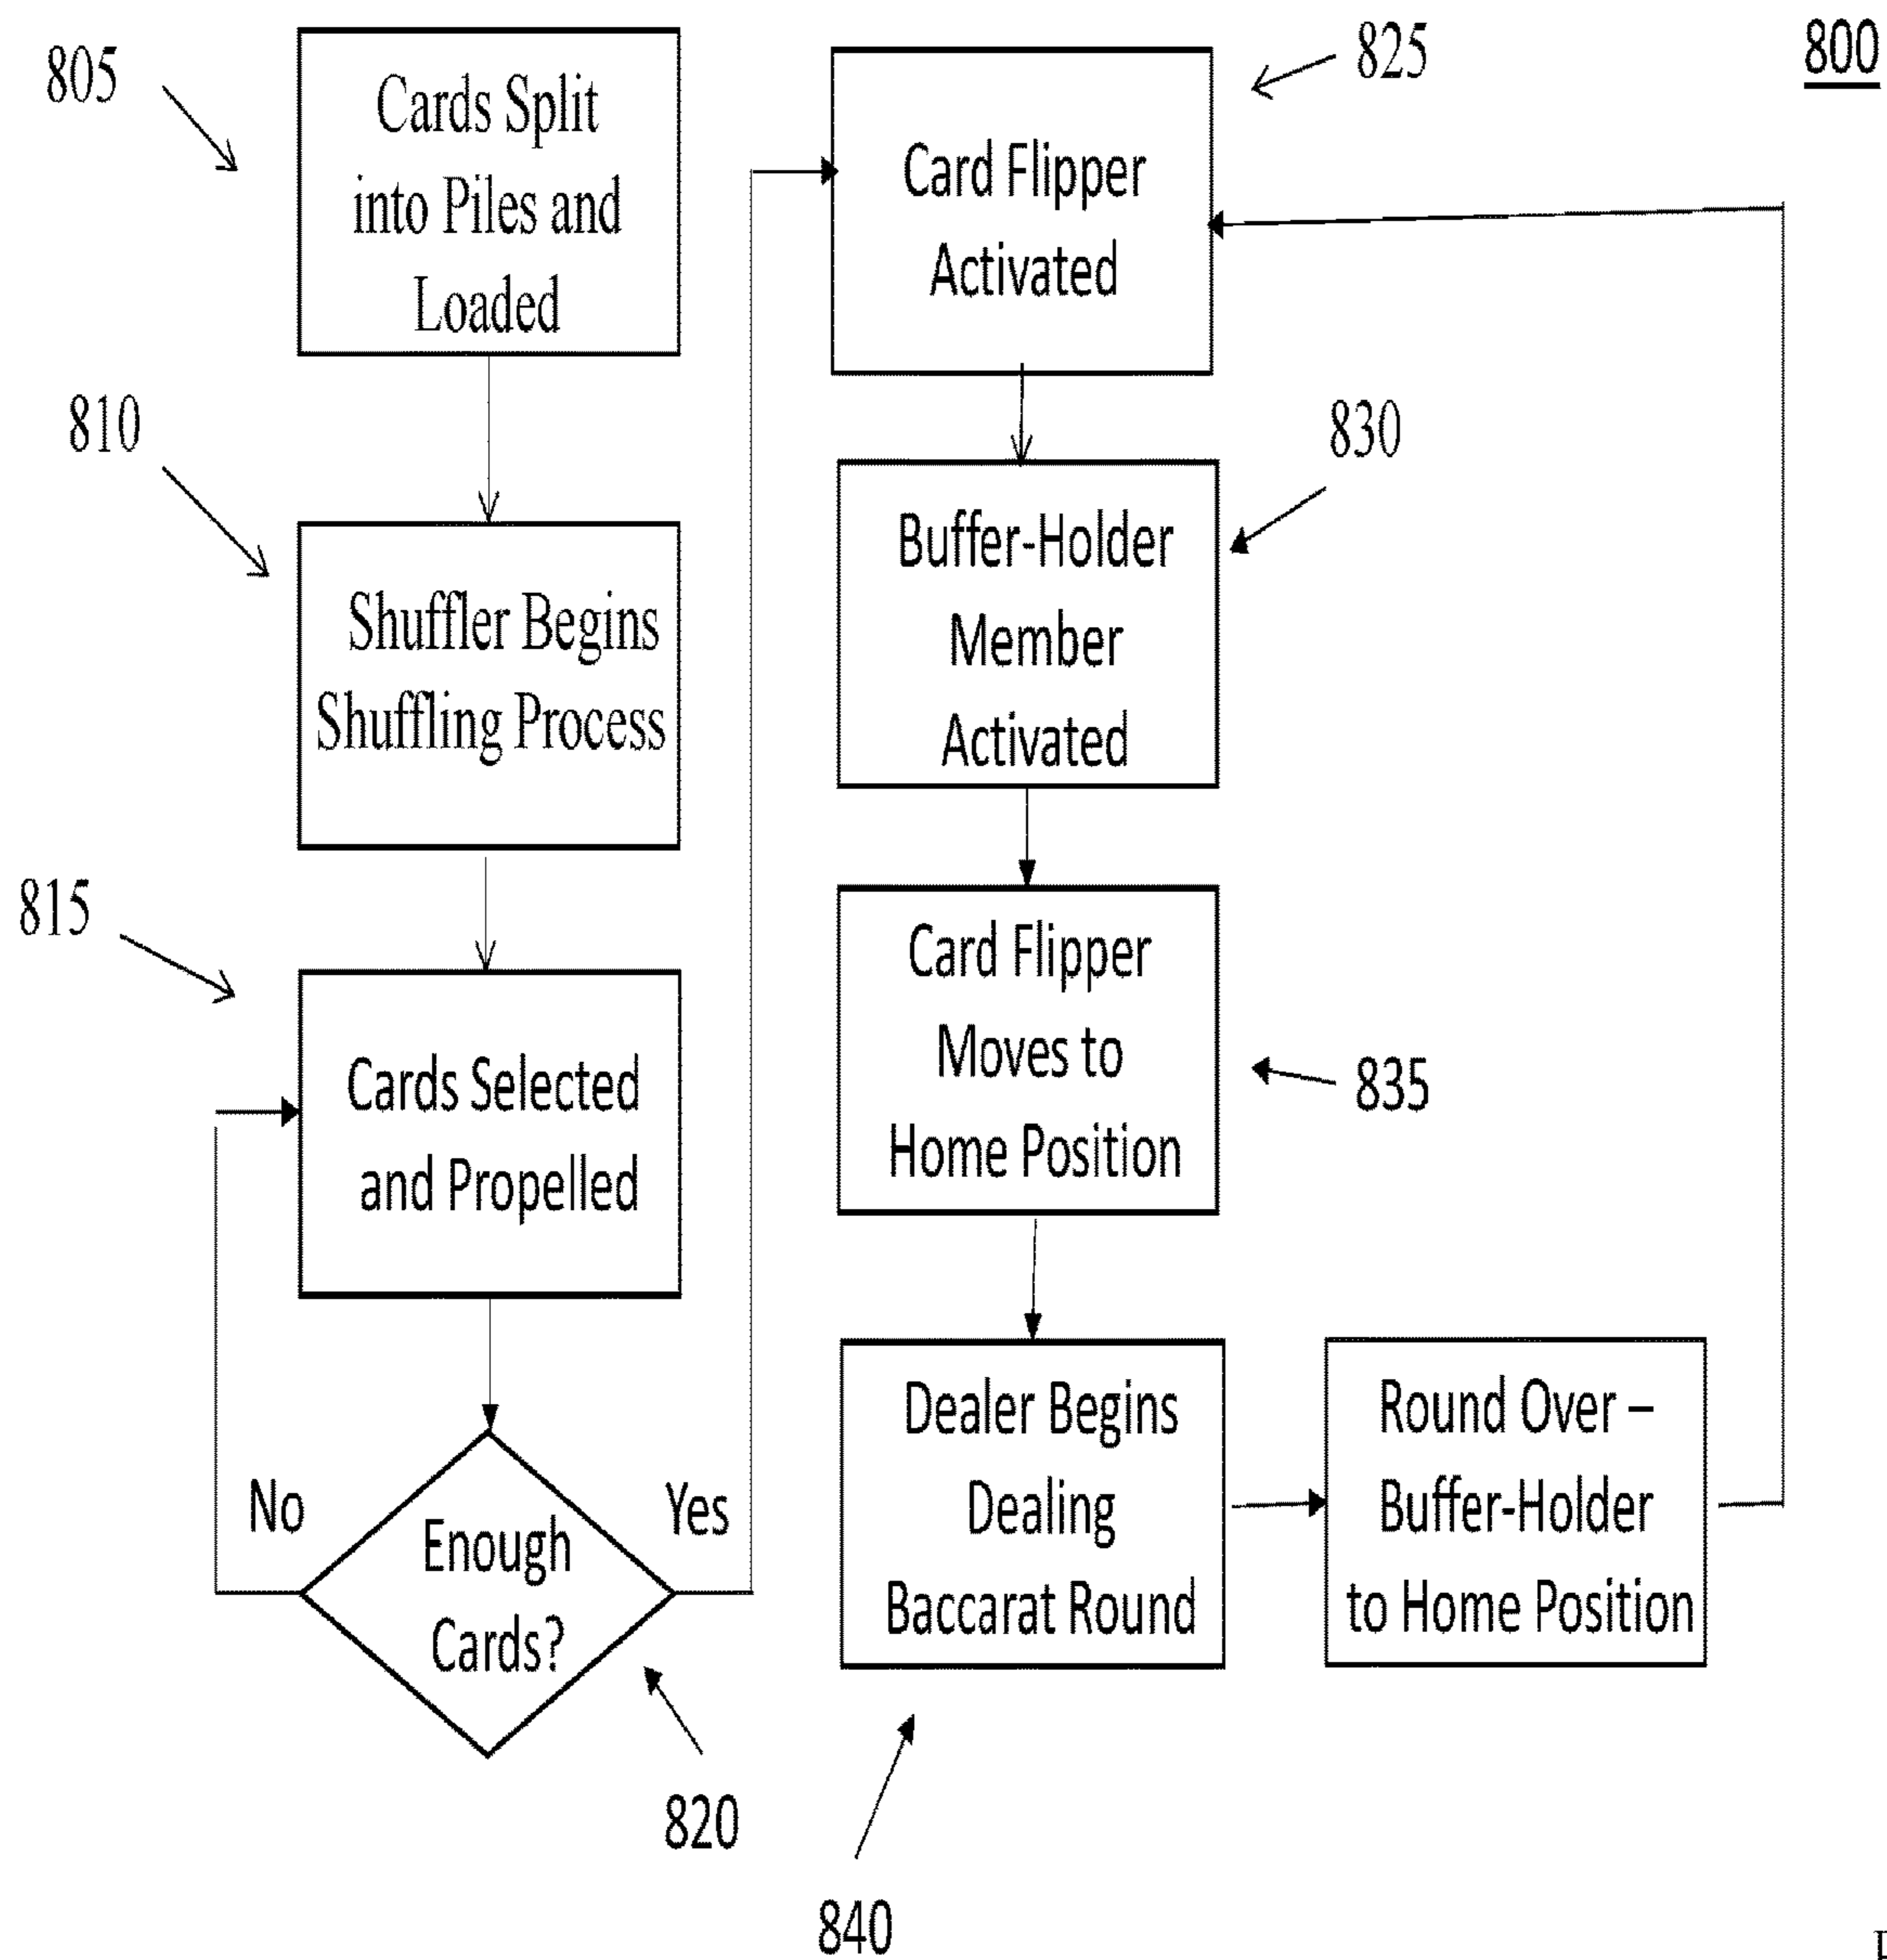 800
805
Cards Split
into Piles and
Loaded
810
Shuffler Begins
Shuffling Process
815
Cards Selected
and Propelled
No
Yes
Enough
Cards?
820
825
Card Flipper
Activated
830
Buffer-Holder
Member
Activated
Card Flipper
Moves to
Home Position
835
Dealer Begins
Dealing
Baccarat Round
840
Round Over –
Buffer-Holder
to Home Position